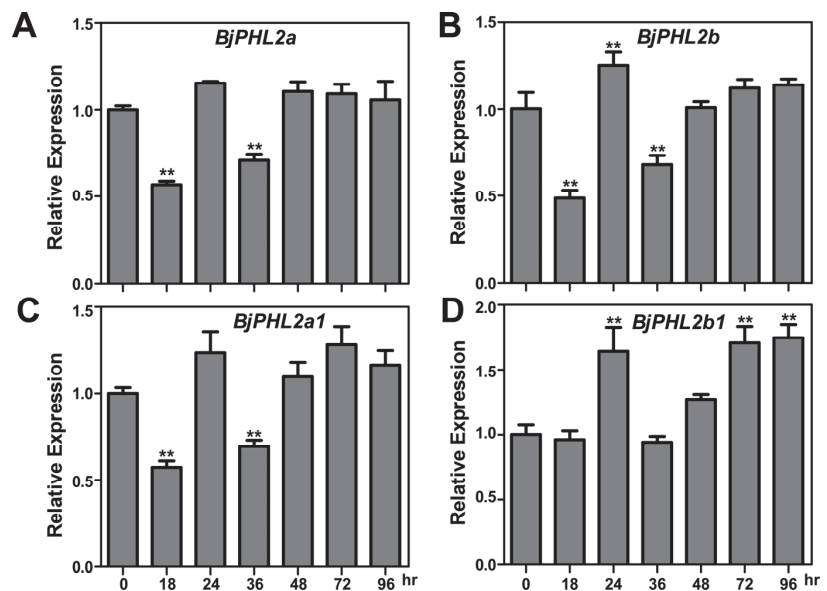 A
BjPHL2a
Relative Expression
1.5
1.0
0.5
0.0
**
**
B
BjPHL2b
Relative Expression
1.5
1.0
0.5
0.0
**
**
**
C
BjPHL2a1
Relative Expression
1.5
1.0
0.5
0.0
**
**
0 18 24 36 48 72 96 hr
D
BjPHL2b1
Relative Expression
2.0
1.5
1.0
0.5
0.0
**
**
**
0 18 24 36 48 72 96 hr